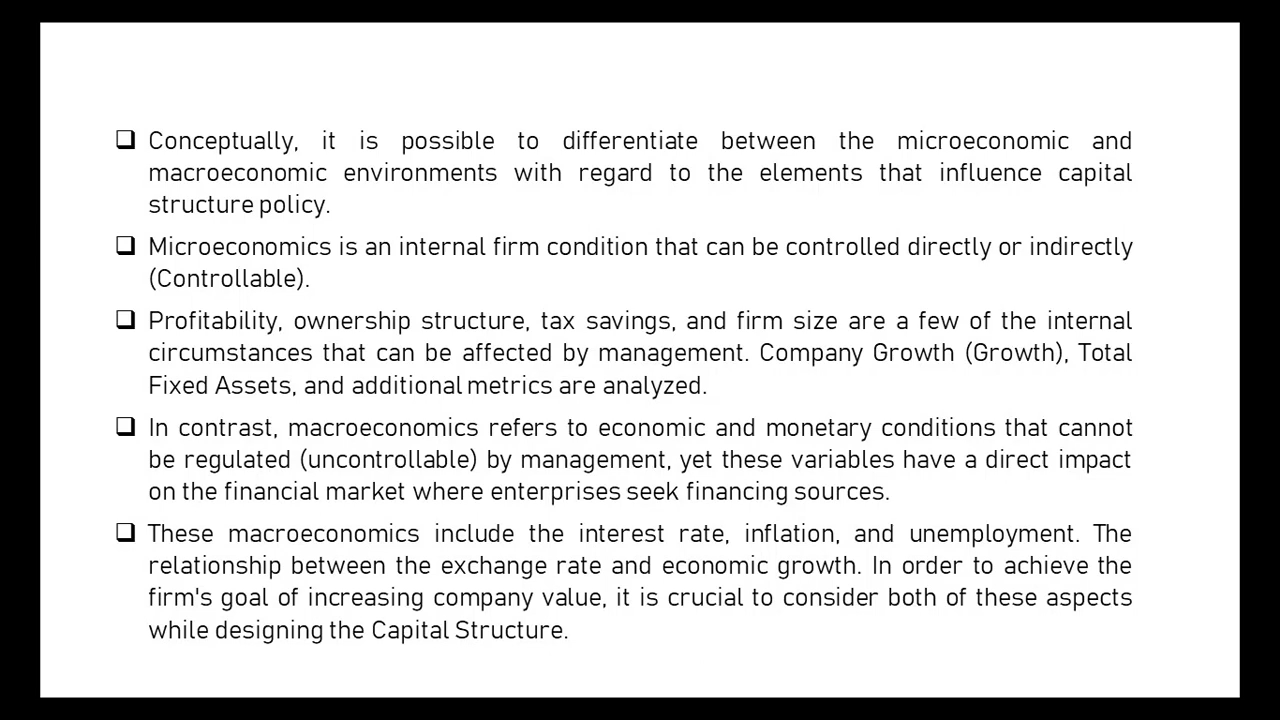 ❑ Conceptually, it is possible to differentiate between the microeconomic and
macroeconomic environments with regard to the elements that influence capital
structure policy.
❑ Microeconomics is an internal firm condition that can be controlled directly or indirectly
(Controllable).
❑ Profitability, ownership structure, tax savings, and firm size are a few of the internal
circumstances that can be affected by management. Company Growth (Growth), Total
Fixed Assets, and additional metrics are analyzed.
❑ In contrast, macroeconomics refers to economic and monetary conditions that cannot
be regulated (uncontrollable) by management, yet these variables have a direct impact
on the financial market where enterprises seek financing sources.
❑ These macroeconomics include the interest rate, inflation, and unemployment. The
relationship between the exchange rate and economic growth. In order to achieve the
firm's goal of increasing company value, it is crucial to consider both of these aspects
while designing the Capital Structure.